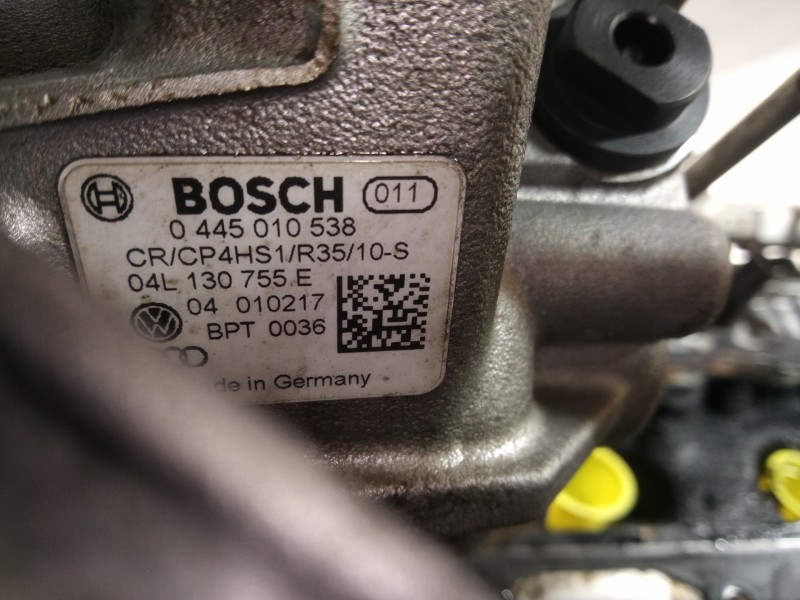 BOSCH 011
0 445 010 538
CR/CP4HS1/R35/10-S
04L 130 755 E
04 010217
BPT 0036
in Germany